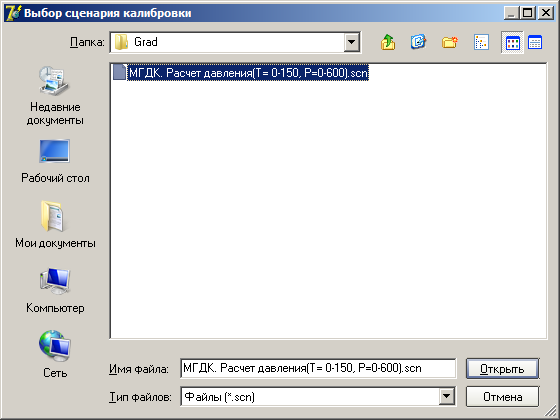 Выбор сценария калибровки
Папка: Grad
МГДК. Расчет давления(T= 0-150, P=0-600).scn
Недавние
документы
Рабочий стол
Мои документы
Компьютер
Сеть
Имя файла: МГДК. Расчет давления(T= 0-150, P=0-600).scn
Открыть
Тип файлов: Файлы (*.scn)
Отмена